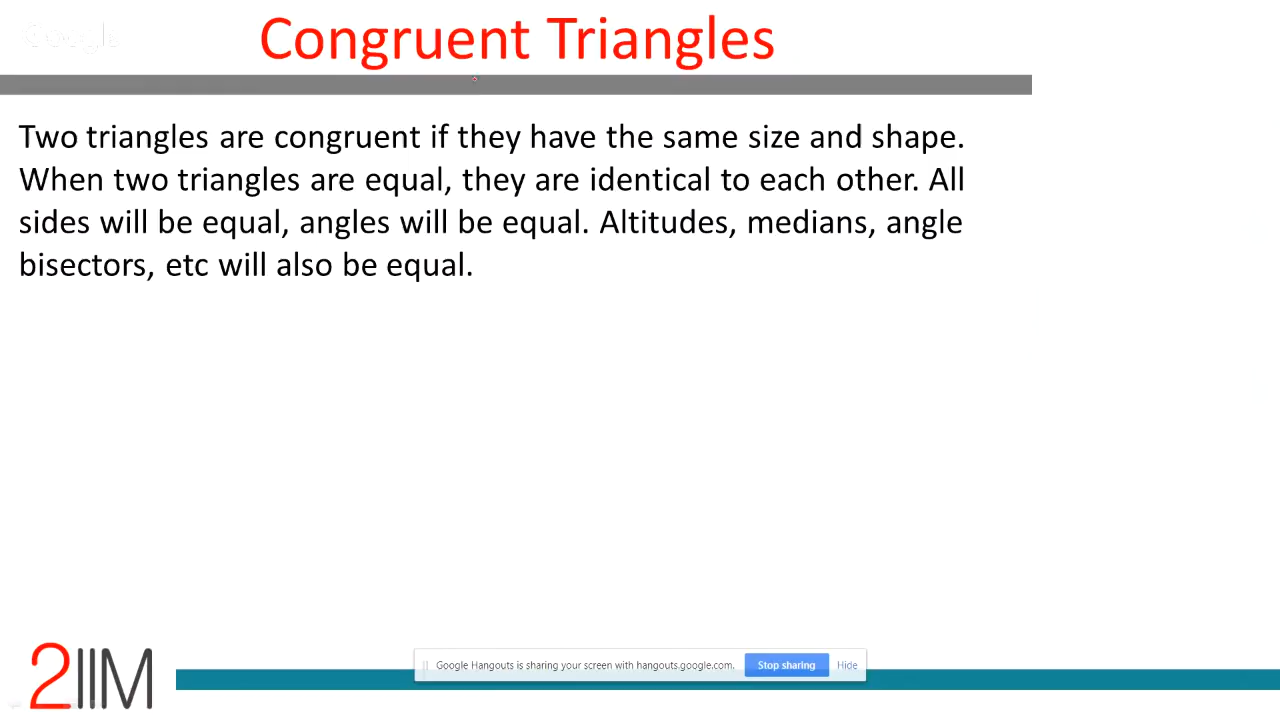 Google
Congruent Triangles
Two triangles are congruent if they have the same size and shape.
When two triangles are equal, they are identical to each other. All
sides will be equal, angles will be equal. Altitudes, medians, angle
bisectors, etc will also be equal.
2IIM
Google Hangouts is sharing your screen with hangouts.google.com. Stop sharing Hide